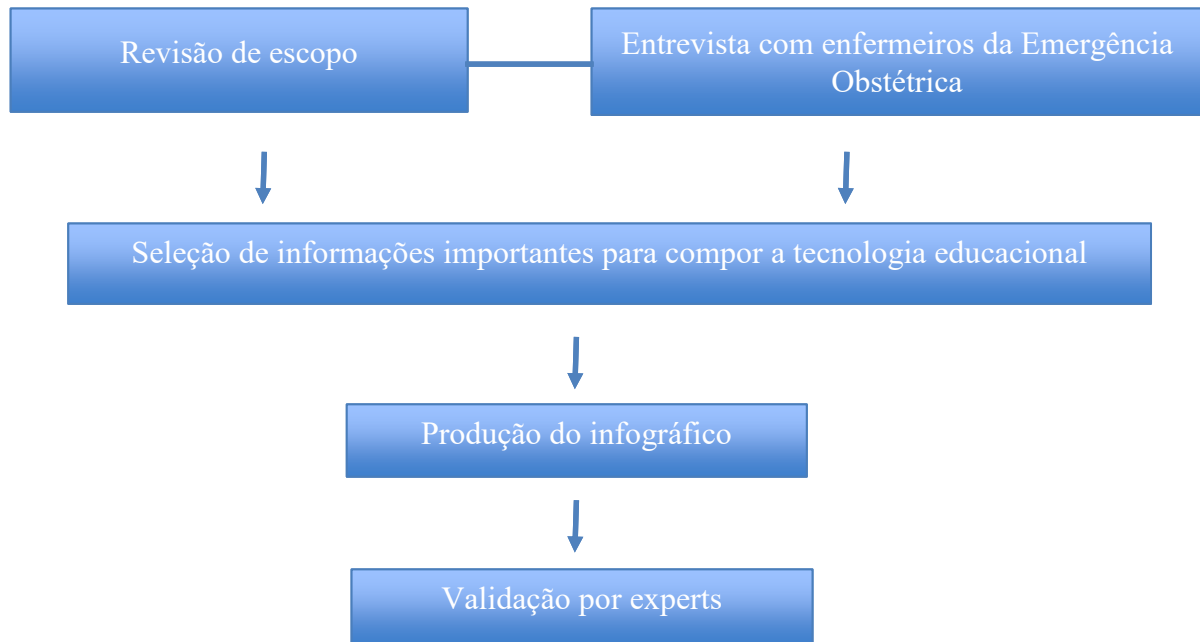 Revisão de escopo
Entrevista com enfermeiros da Emergência
Obstétrica
Seleção de informações importantes para compor a tecnologia educacional
Produção do infográfico
Validação por experts